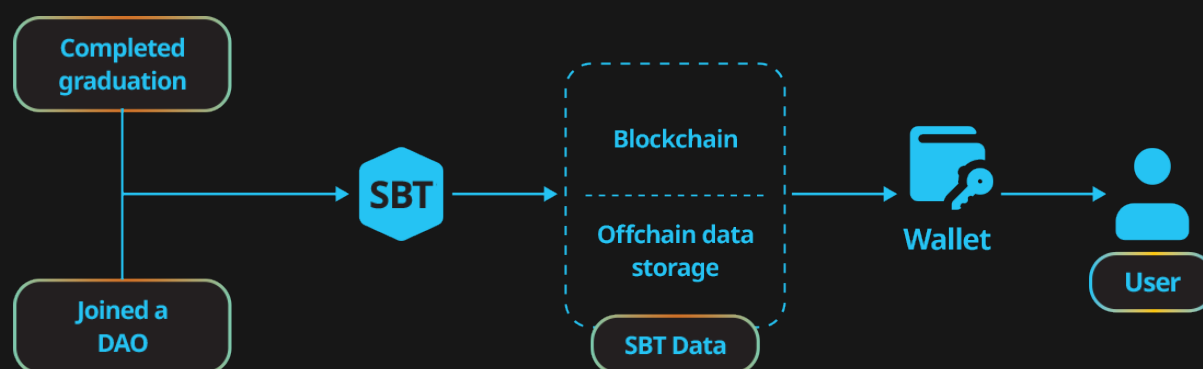 Completed
graduation
SBT
Blockchain
Offchain data
storage
SBT Data
Wallet
User
Joined a
DAO